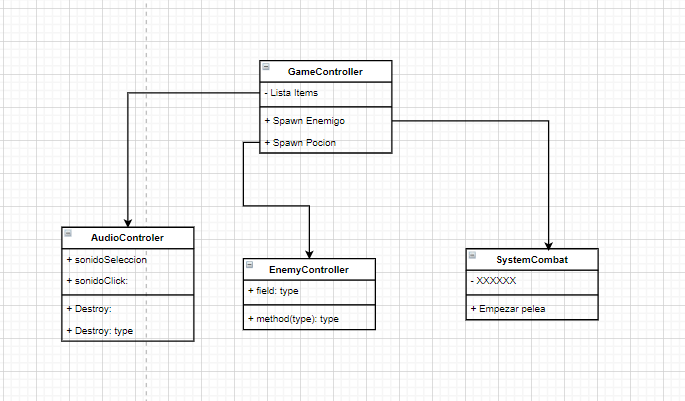 GameController
- Lista Items
+ Spawn Enemigo
+ Spawn Pocion
AudioControler
+ sonidoSeleccion
+ sonidoClick:
+ Destroy:
+ Destroy: type
EnemyController
+ field: type
+ method(type): type
SystemCombat
- XXXXXX
+ Empezar pelea